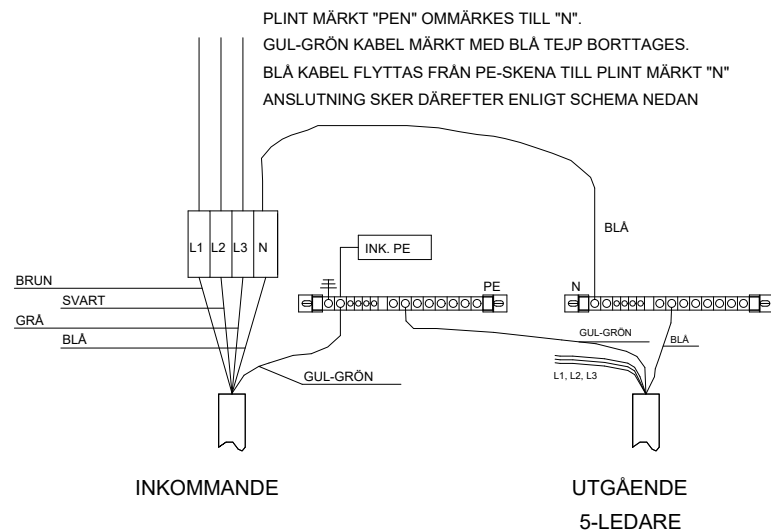 PLINT MÄRKT "PEN" OMMÄRKES TILL "N".
GUL-GRÖN KABEL MÄRKT MED BLÅ TEJP BORTTAGES.
BLÅ KABEL FLYTTAS FRÅN PE-SKENA TILL PLINT MÄRKT "N"
ANSLUTNING SKER DÄREFTER ENLIGT SCHEMA NEDAN
L1 L2 L3 N
INK. PE
BLÅ
BRUN
SVART
GRÅ
BLÅ
PE
N
GUL-GRÖN
BLÅ
GUL-GRÖN
L1, L2, L3
INKOMMANDE
UTGÅENDE
5-LEDARE